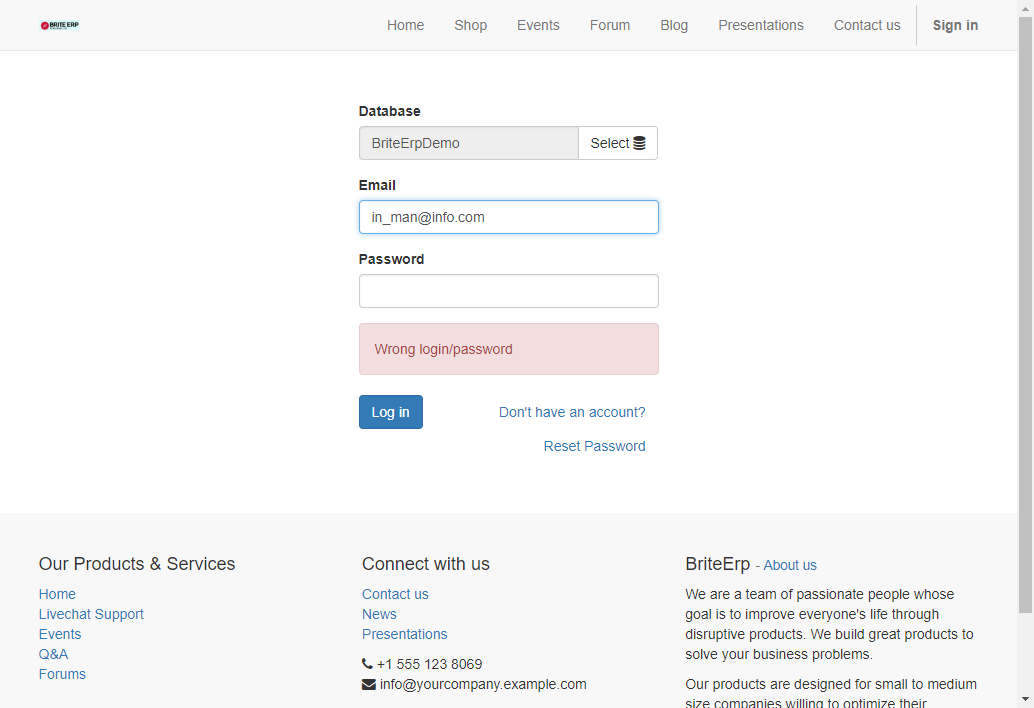 BRITE ERP
Home Shop Events Forum Blog Presentations Contact us Sign in
Database
BriteErpDemo Select
Email
in_man@info.com
Password
Wrong login/password
Log in Don't have an account?
Reset Password
Our Products & Services
Home
Livechat Support
Events
Q&A
Forums
Connect with us
Contact us
News
Presentations
+1 555 123 8069
info@yourcompany.example.com
BriteErp - About us
We are a team of passionate people whose
goal is to improve everyone's life through
disruptive products. We build great products to
solve your business problems.
Our products are designed for small to medium
size companies willing to optimize their